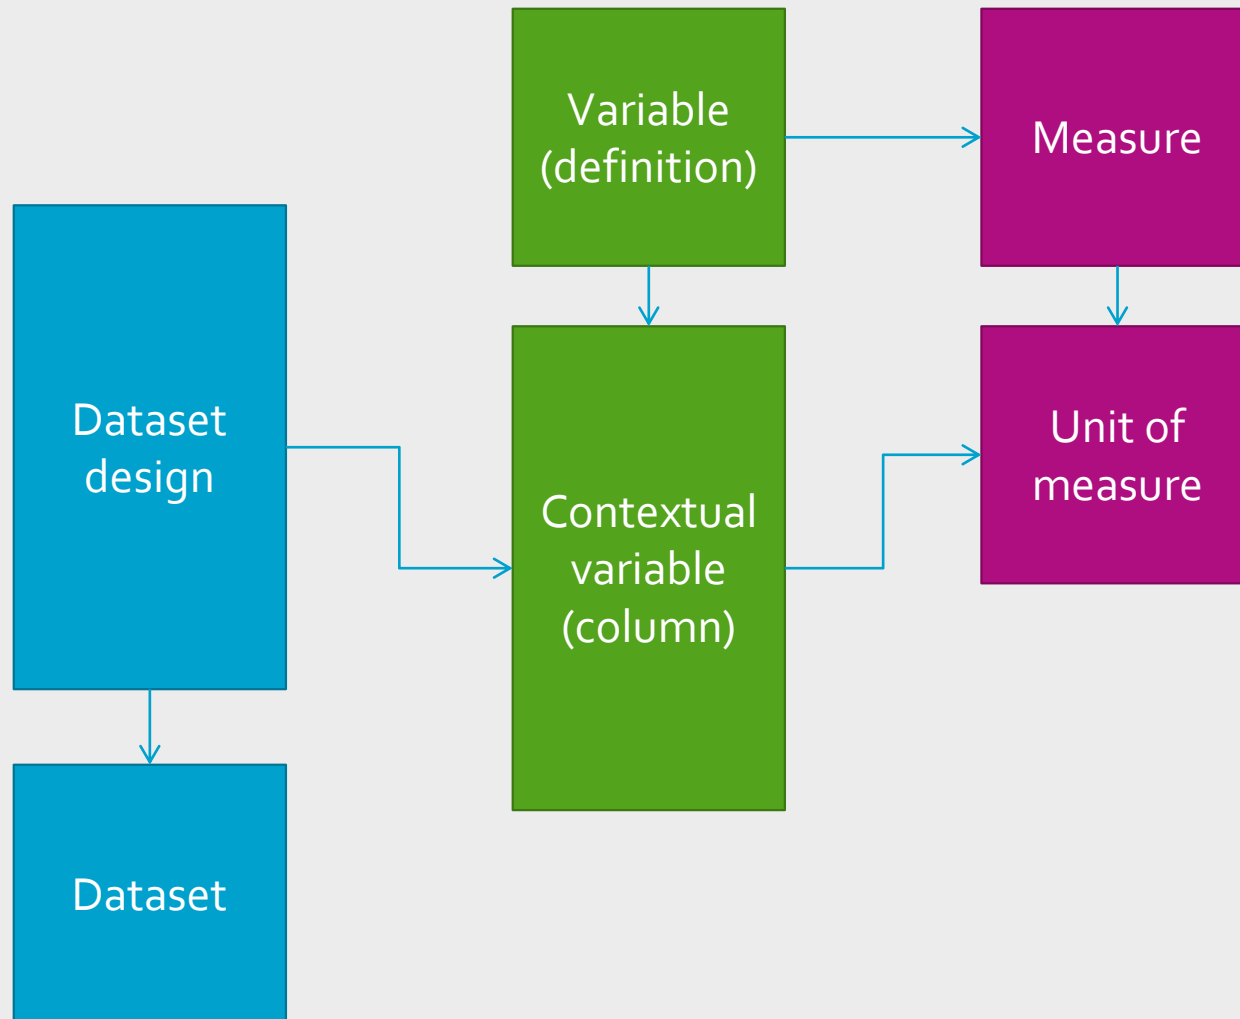 Variable
(definition)
Measure
Dataset
design
Contextual
variable
(column)
Unit of
measure
Dataset